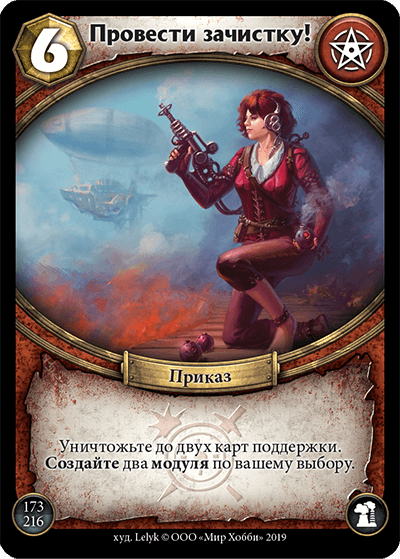 6
Провести зачистку!
Приказ
Уничтожьте до двух карт поддержки.
Создайте два модуля по вашему выбору.
173
216
худ. Lelyk © ООО «Мир Хобби» 2019